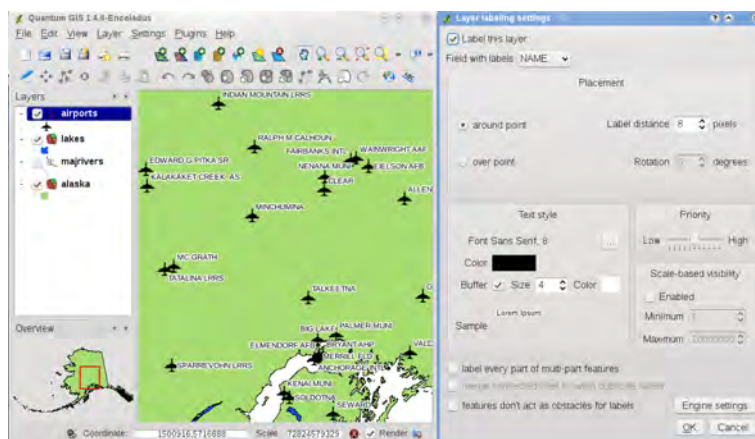 Quantum GIS 1.4.0-Enceladus
File Edit View Layer Settings Plugins Help
Layers
airports
lakes
majrivers
alaska
Overview
INDIAN MOUNTAIN LRRS
RALPH M CALHOUN
FAIRBANKS INTL
WAINWRIGHT AAF
EDWARD G PITKA SR
NENANA MUNI
EIELSON AFB
KALAKAKET CREEK AS
CLEAR
ALLEN
MINCHUMINA
MC GRATH
TATALINA LRRS
TALKEETNA
BIG LAKE
PALMER MUNI
ELMENDORF AFB
BRYANT AHP
VALD
MERRILL FLD
SPARREVOHN LRRS
ANCHORAGE INTL
KENAI MUNI
SOLDOTNA
SEWARD
Coordinate: 1500916,5716688 Scale 72824579329 Render
Layer labeling settings
Label this layer
Field with labels NAME
Placement
around point
Label distance 8 pixels
over point
Rotation degrees
Text style
Font Sans Serif, 8 ...
Color
Buffer Size 4 Color
Lorem Ipsum
Sample
Priority
Low High
Scale-based visibility
Enabled
Minimum 1
Maximum
label every part of multi-part features
features don't act as obstacles for labels
Engine settings
OK Cancel